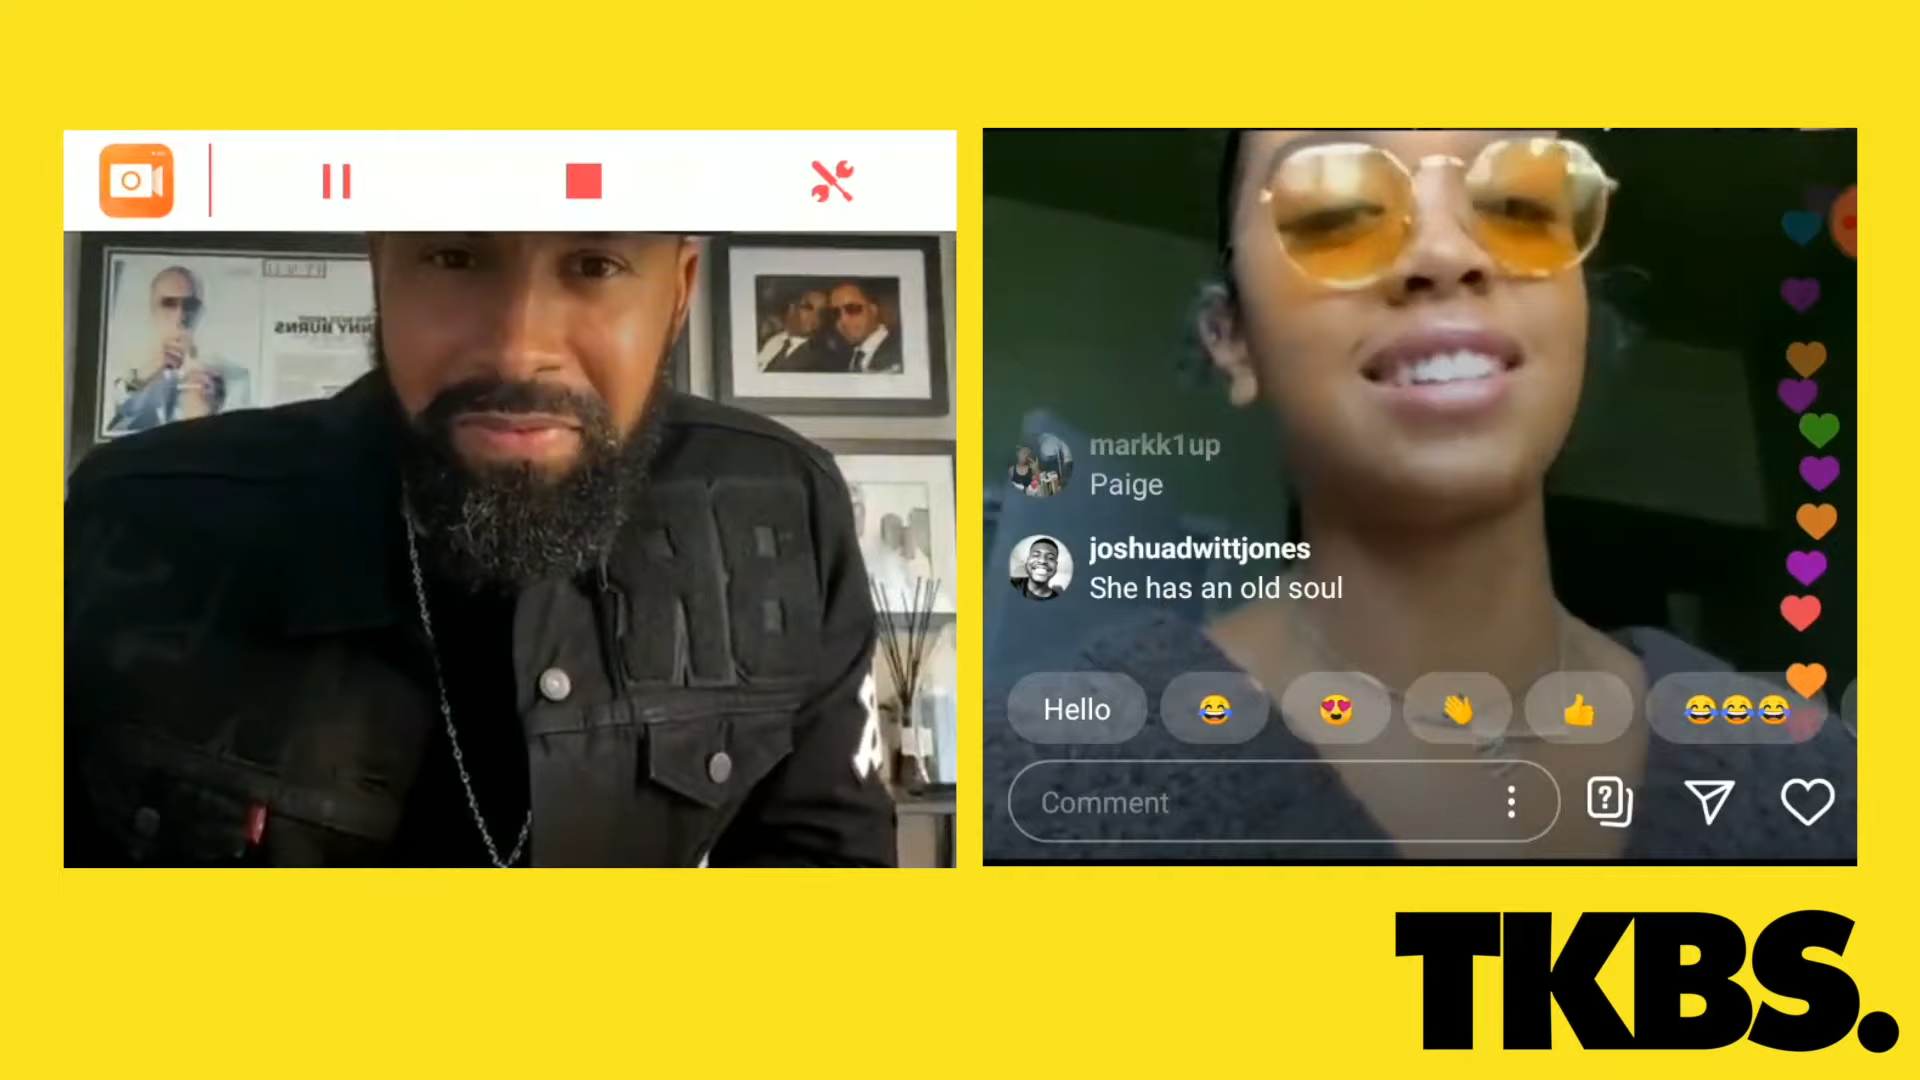 markk1up
Paige
joshuadwittjones
She has an old soul
Hello
Comment
TKBS.